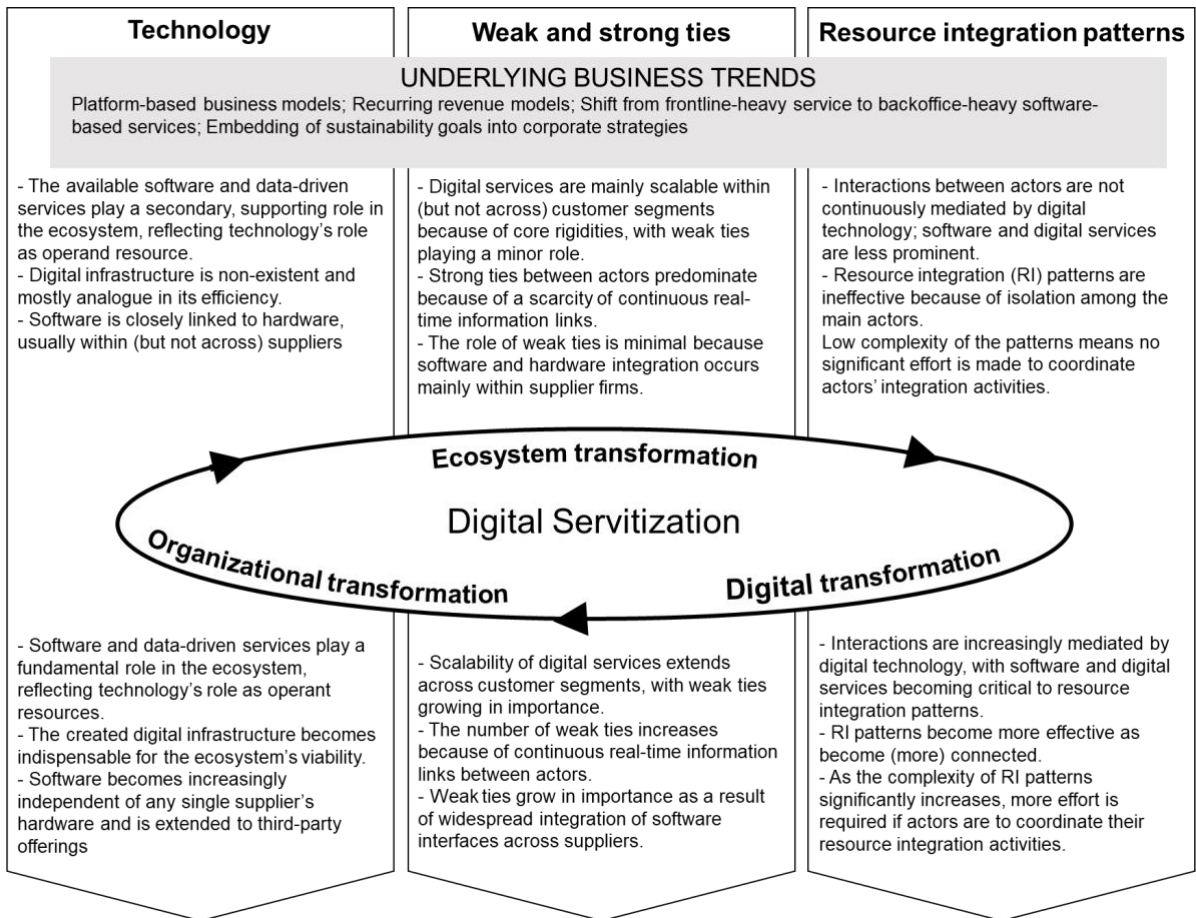 Technology
Weak and strong ties
Resource integration patterns
UNDERLYING BUSINESS TRENDS
Platform-based business models; Recurring revenue models; Shift from frontline-heavy service to backoffice-heavy software-
based services; Embedding of sustainability goals into corporate strategies
- The available software and data-driven
services play a secondary, supporting role in
the ecosystem, reflecting technology's role
as operand resource.
- Digital infrastructure is non-existent and
mostly analogue in its efficiency.
- Software is closely linked to hardware,
usually within (but not across) suppliers
- Digital services are mainly scalable within
(but not across) customer segments
because of core rigidities, with weak ties
playing a minor role.
- Strong ties between actors predominate
because of a scarcity of continuous real-
time information links.
- The role of weak ties is minimal because
software and hardware integration occurs
mainly within supplier firms.
- Interactions between actors are not
continuously mediated by digital
technology; software and digital services
are less prominent.
- Resource integration (RI) patterns are
ineffective because of isolation among the
main actors.
Low complexity of the patterns means no
significant effort is made to coordinate
actors' integration activities.
Ecosystem transformation
Digital Servitization
Organizational transformation
Digital transformation
- Software and data-driven services play a
fundamental role in the ecosystem,
reflecting technology's role as operant
resources.
- The created digital infrastructure becomes
indispensable for the ecosystem's viability.
- Software becomes increasingly
independent of any single supplier's
hardware and is extended to third-party
offerings
- Scalability of digital services extends
across customer segments, with weak ties
growing in importance.
- The number of weak ties increases
because of continuous real-time information
links between actors.
- Weak ties grow in importance as a result
of widespread integration of software
interfaces across suppliers.
- Interactions are increasingly mediated by
digital technology, with software and digital
services becoming critical to resource
integration patterns.
- RI patterns become more effective as
become (more) connected.
- As the complexity of RI patterns
significantly increases, more effort is
required if actors are to coordinate their
resource integration activities.